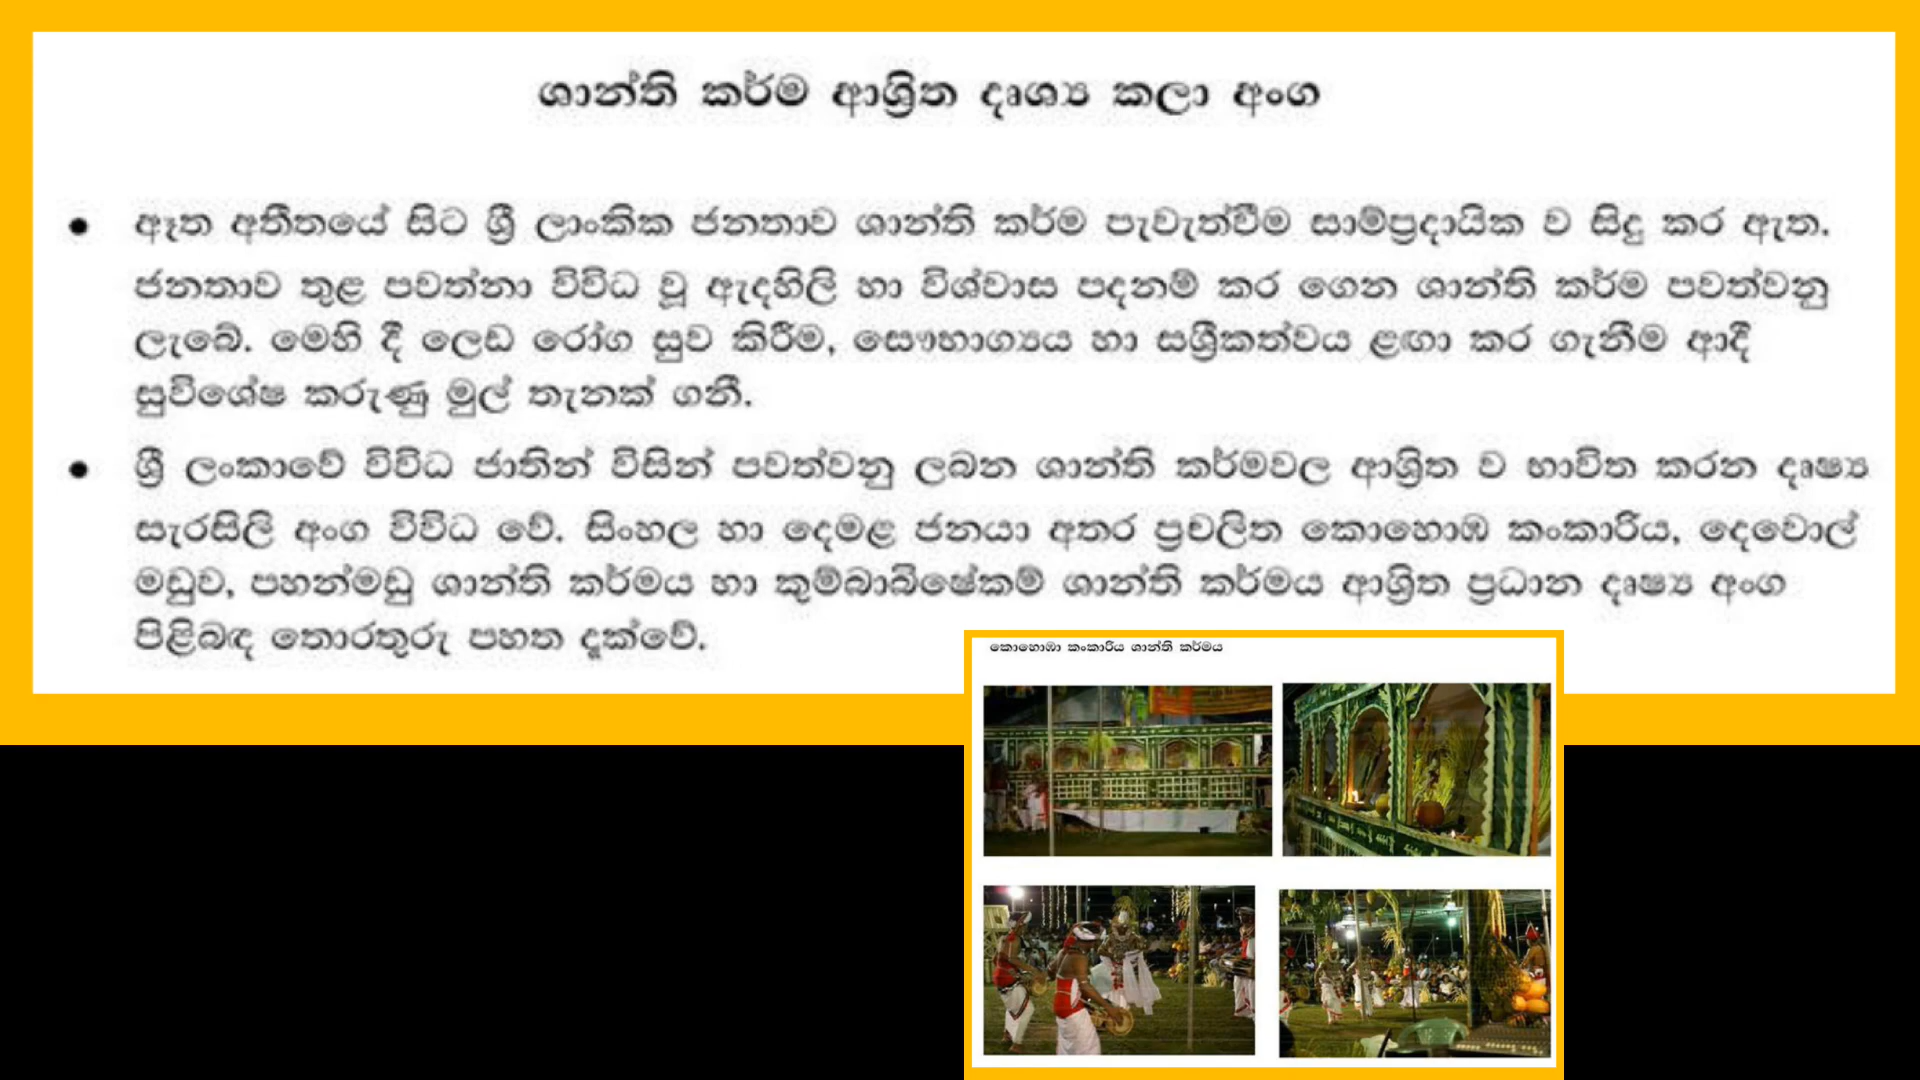 ශාන්ති කර්ම ආශ්‍රිත දෘශ්‍ය කලා අංග
● ඈත අතීතයේ සිට ශ්‍රී ලාංකික ජනතාව ශාන්ති කර්ම පැවැත්වීම සාම්ප්‍රදායික ව සිදු කර ඇත.
ජනතාව තුළ පවත්නා විවිධ වූ ඇදහිලි හා විශ්වාස පදනම් කර ගෙන ශාන්ති කර්ම පවත්වනු
ලැබේ. මෙහි දී ලෙඩ රෝග සුව කිරීම, සෞභාග්‍යය හා සශ්‍රීකත්වය ළඟා කර ගැනීම ආදී
සුවිශේෂ කරුණු මුල් තැනක් ගනී.
● ශ්‍රී ලංකාවේ විවිධ ජාතින් විසින් පවත්වනු ලබන ශාන්ති කර්මවල ආශ්‍රිත ව භාවිත කරන දෘෂ්‍ය
සැරසිලි අංග විවිධ වේ. සිංහල හා දෙමළ ජනයා අතර ප්‍රචලිත කොහොඹ කංකාරිය, දෙවොල්
මඩුව, පහන්මඩු ශාන්ති කර්මය හා කුම්බාබිෂේකම් ශාන්ති කර්මය ආශ්‍රිත ප්‍රධාන දෘෂ්‍ය අංග
පිළිබඳ තොරතුරු පහත දැක්වේ.
කොහොඹා කංකාරිය ශාන්ති කර්මය